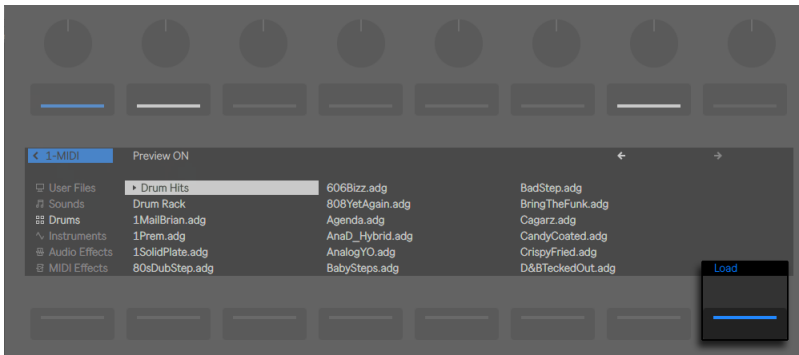 < 1-MIDI Preview ON ← →
User Files
Sounds
Drums
Instruments
Audio Effects
MIDI Effects
Drum Hits
Drum Rack
1MailBrian.adg
1Prem.adg
1SolidPlate.adg
80sDubStep.adg
606Bizz.adg
808YetAgain.adg
Agenda.adg
AnaD_Hybrid.adg
AnalogYO.adg
BabySteps.adg
BadStep.adg
BringTheFunk.adg
Cagarz.adg
CandyCoated.adg
CrispyFried.adg
D&BTeckedOut.adg
Load